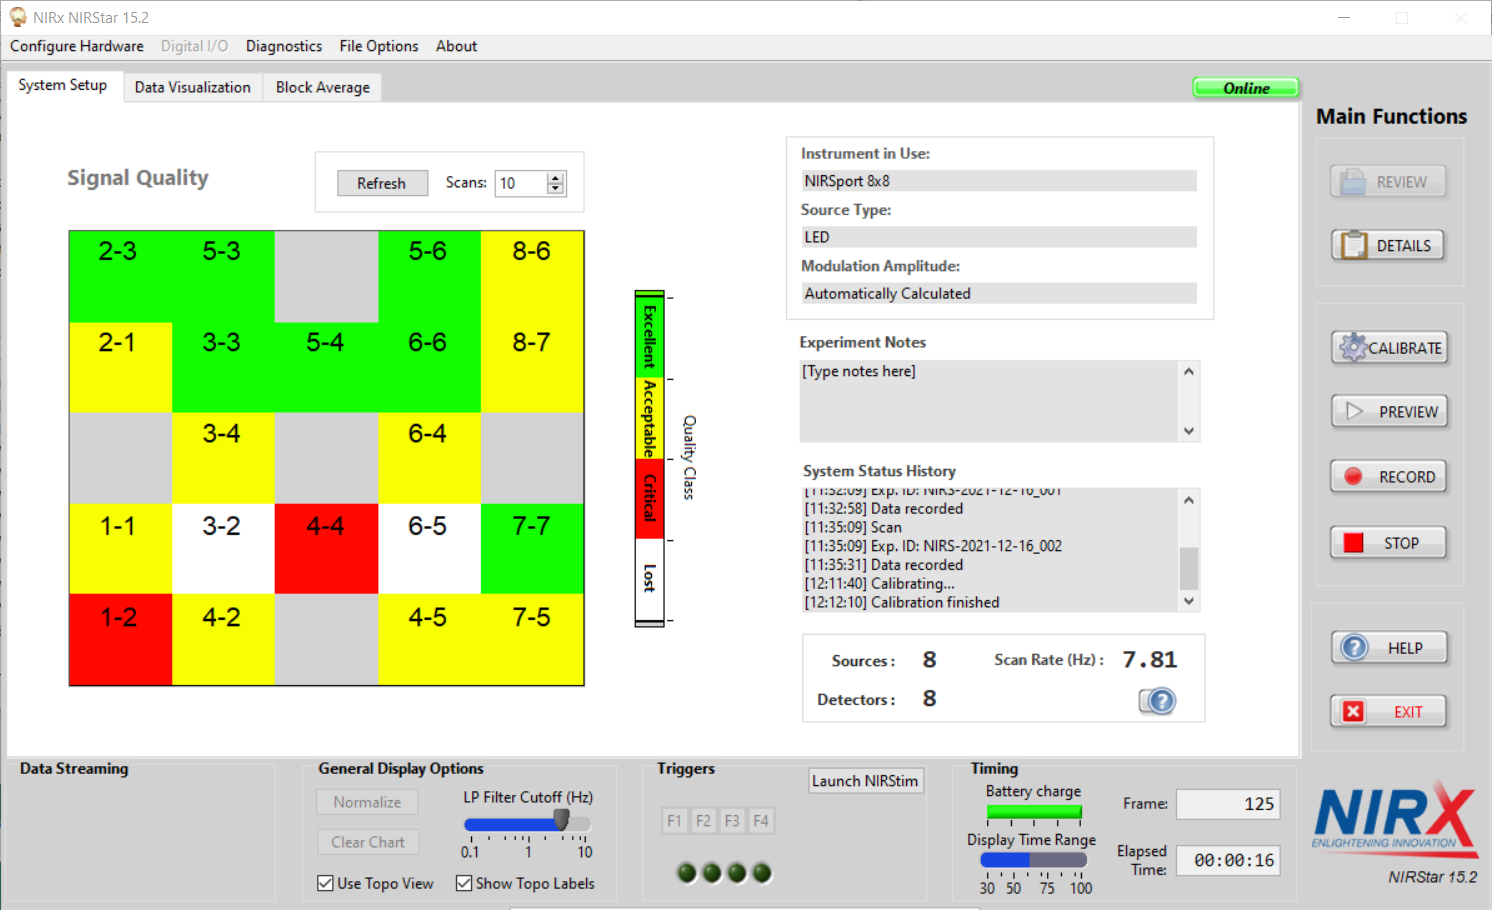 NIRx NIRStar 15.2
Configure Hardware Digital I/O Diagnostics File Options About
System Setup Data Visualization Block Average
Online
Main Functions
Signal Quality
Refresh Scans: 10
2-3 5-3 5-6 8-6
2-1 3-3 5-4 6-6 8-7
3-4 6-4
1-1 3-2 4-4 6-5 7-7
1-2 4-2 4-5 7-5
Excellent
Acceptable
Critical
Lost
Quality Class
Instrument in Use:
NIRSport 8x8
Source Type:
LED
Modulation Amplitude:
Automatically Calculated
Experiment Notes
[Type notes here]
System Status History
[11:32:09] Exp. ID: NIRS-2021-12-16_001
[11:32:58] Data recorded
[11:35:09] Scan
[11:35:09] Exp. ID: NIRS-2021-12-16_002
[11:35:31] Data recorded
[12:11:40] Calibrating...
[12:12:10] Calibration finished
Sources: 8 Scan Rate (Hz): 7.81
Detectors: 8
REVIEW
DETAILS
CALIBRATE
PREVIEW
RECORD
STOP
HELP
EXIT
Data Streaming
General Display Options
Normalize
Clear Chart
LP Filter Cutoff (Hz)
0.1 1 10
Use Topo View Show Topo Labels
Triggers
Launch NIRStim
F1 F2 F3 F4
Timing
Battery charge
Display Time Range
30 50 75 100
Frame: 125
Elapsed
Time: 00:00:16
NIRX
ENLIGHTENING INNOVATION
NIRStar 15.2